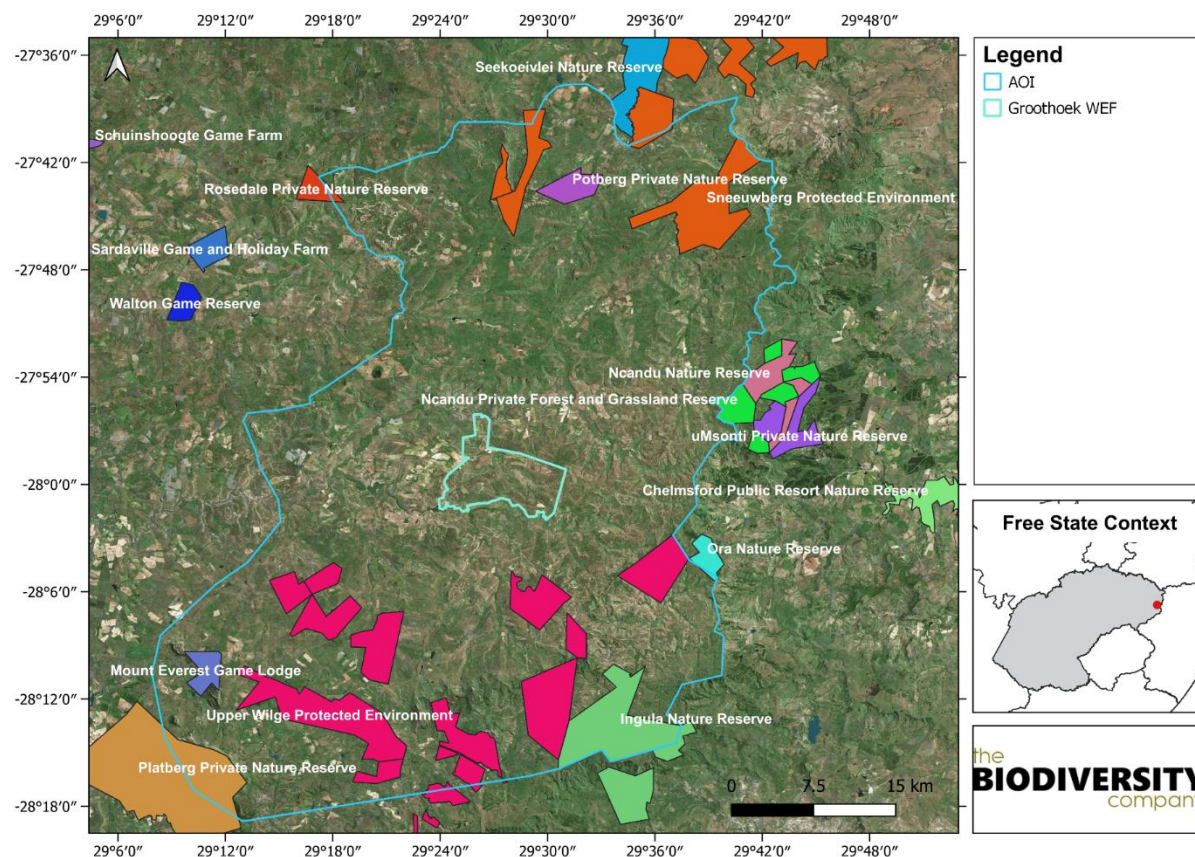 29°6′0″ 29°12′0″ 29°18′0″ 29°24′0″ 29°30′0″ 29°36′0″ 29°42′0″ 29°48′0″
-27°36′0″
-27°42′0″
-27°48′0″
-27°54′0″
-28°0′0″
-28°6′0″
-28°12′0″
-28°18′0″
Seekoeivlei Nature Reserve
Schuinshoogte Game Farm
Rosedale Private Nature Reserve
Potberg Private Nature Reserve
Sneeuwberg Protected Environment
Sardaville Game and Holiday Farm
Walton Game Reserve
Ncandu Nature Reserve
Ncandu Private Forest and Grassland Reserve
uMsonti Private Nature Reserve
Chelmsford Public Resort Nature Reserve
Ora Nature Reserve
Mount Everest Game Lodge
Upper Wilge Protected Environment
Ingula Nature Reserve
Platberg Private Nature Reserve
0 7.5 15 km
29°6′0″ 29°12′0″ 29°18′0″ 29°24′0″ 29°30′0″ 29°36′0″ 29°42′0″ 29°48′0″
Legend
AOI
Groothoek WEF
Free State Context
the
BIODIVERSITY
company